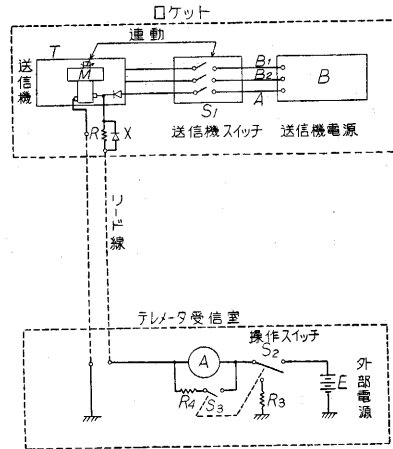 ロケット
連動
送信機
T
M
S1
B1
B2
A
B
R
X
送信機スイッチ
送信機電源
リード線
テレメータ受信室
操作スイッチ
S2
A
R4
S3
R3
E
外部電源